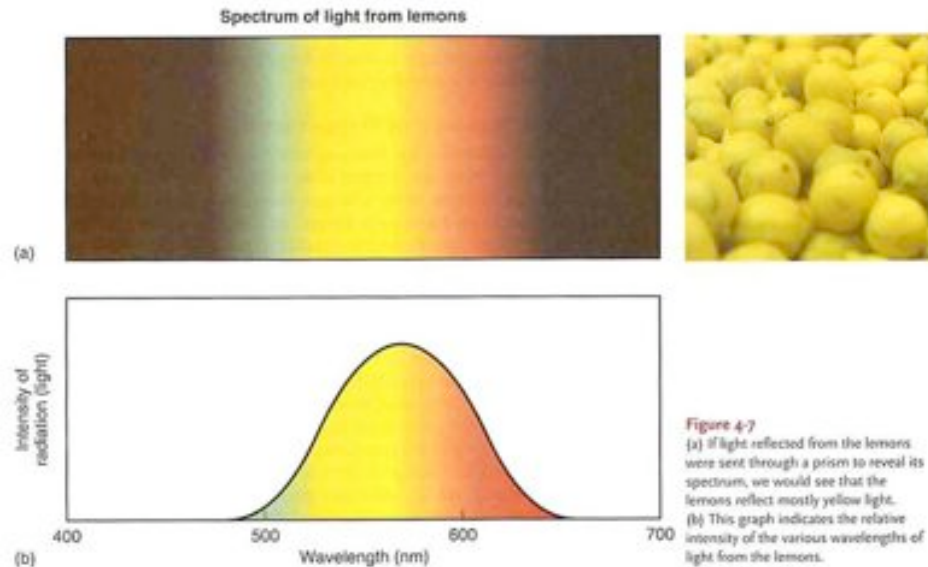 Spectrum of light from lemons
(a)
Intensity of
radiation (light)
400
500
600
700
Wavelength (nm)
(b)
Figure 4-7
(a) If light reflected from the lemons
were sent through a prism to reveal its
spectrum, we would see that the
lemons reflect mostly yellow light.
(b) This graph indicates the relative
intensity of the various wavelengths of
light from the lemons.